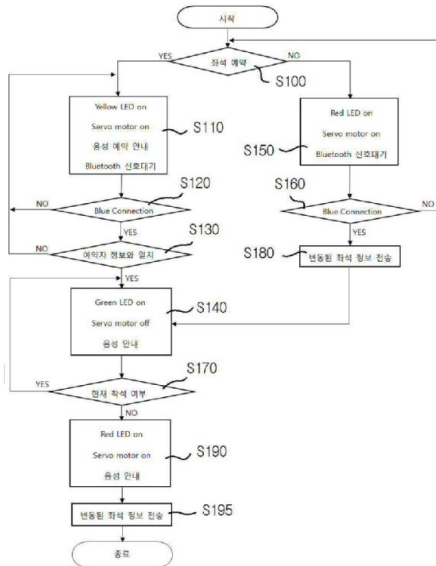 시작
YES
좌석 예약
NO
S100
Yellow LED on
Servo motor on
음성 예약 안내
Bluetooth 신호대기
S110
Red LED on
Servo motor on
Bluetooth 신호대기
S150
S120
NO
Blue Connection
YES
S160
Blue Connection
NO
YES
S130
NO
예약자 정보와 일치
YES
S180
변동된 좌석 정보 전송
Green LED on
Servo motor off
음성 안내
S140
S170
YES
현재 착석 여부
NO
Red LED on
Servo motor on
음성 안내
S190
변동된 좌석 정보 전송
S195
종료